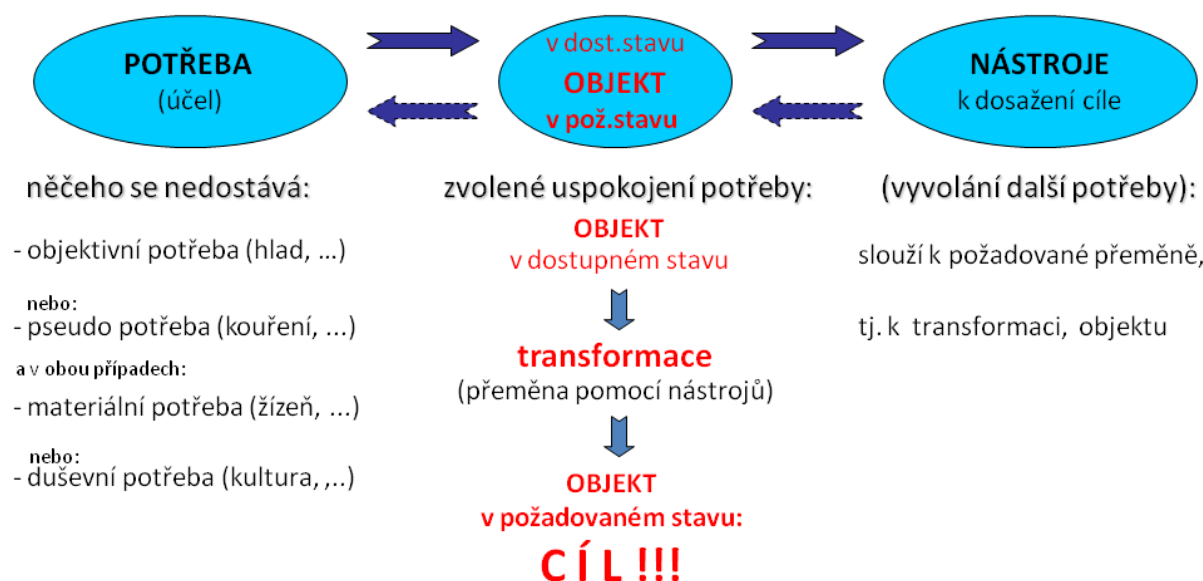 POTŘEBA
(účel)
v dost.stavu
OBJEKT
v pož.stavu
NÁSTROJE
k dosažení cíle
něčeho se nedostává:
- objektivní potřeba (hlad, ...)
nebo:
- pseudo potřeba (kouření, ...)
a v obou případech:
- materiální potřeba (žízeň, ...)
nebo:
- duševní potřeba (kultura, ,..)
zvolené uspokojení potřeby:
OBJEKT
v dostupném stavu
transformace
(přeměna pomocí nástrojů)
OBJEKT
v požadovaném stavu:
C Í L !!!
(vyvolání další potřeby):
slouží k požadované přeměně,
tj. k transformaci, objektu